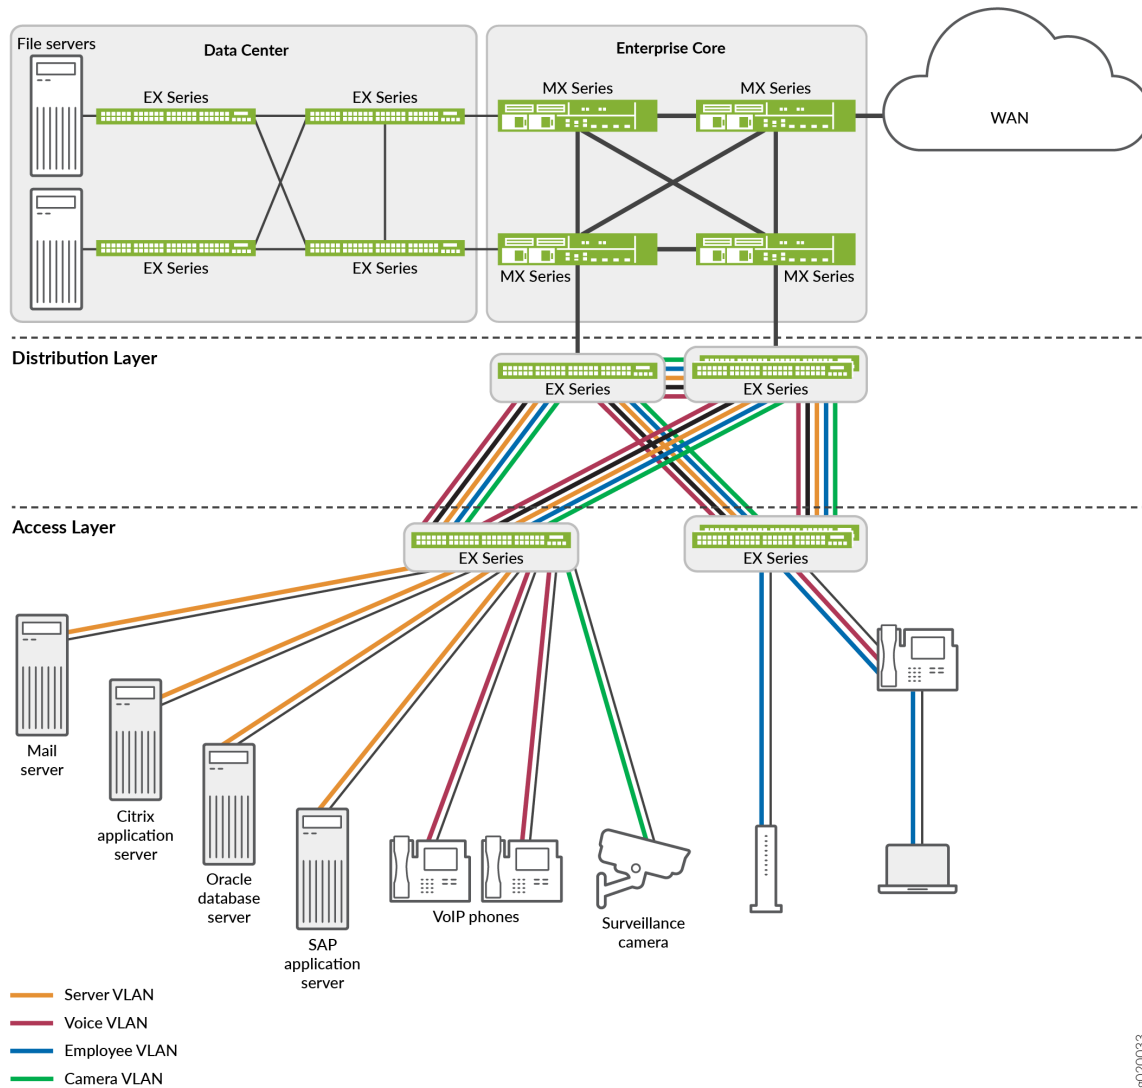 File servers
Data Center
Enterprise Core
EX Series
EX Series
MX Series
MX Series
WAN
EX Series
EX Series
MX Series
MX Series
Distribution Layer
EX Series
EX Series
Access Layer
EX Series
EX Series
Mail
server
Citrix
application
server
Oracle
database
server
SAP
application
server
VoIP phones
Surveillance
camera
Server VLAN
Voice VLAN
Employee VLAN
Camera VLAN
g020033